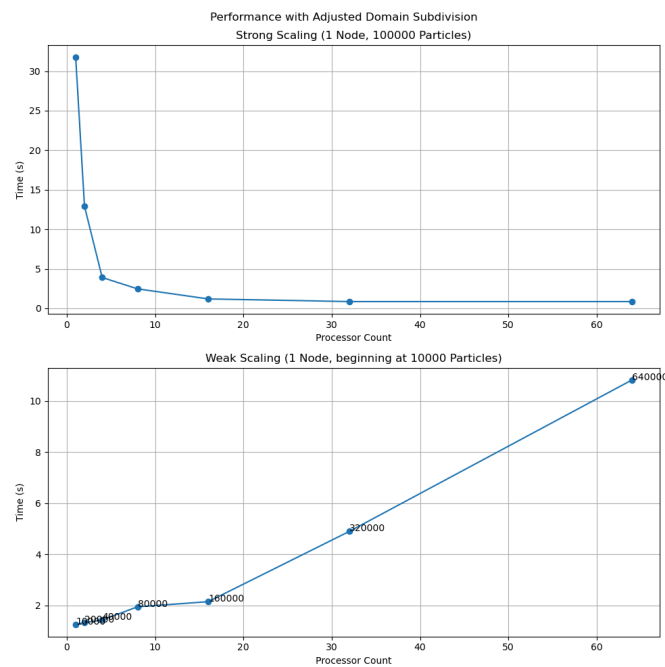 Performance with Adjusted Domain Subdivision
Strong Scaling (1 Node, 100000 Particles)
Time (s)
30
25
20
15
10
5
0
0 10 20 30 40 50 60
Processor Count
Weak Scaling (1 Node, beginning at 10000 Particles)
Time (s)
10
8
6
4
2
10000
20000
40000
80000
160000
320000
640000
0 10 20 30 40 50 60
Processor Count